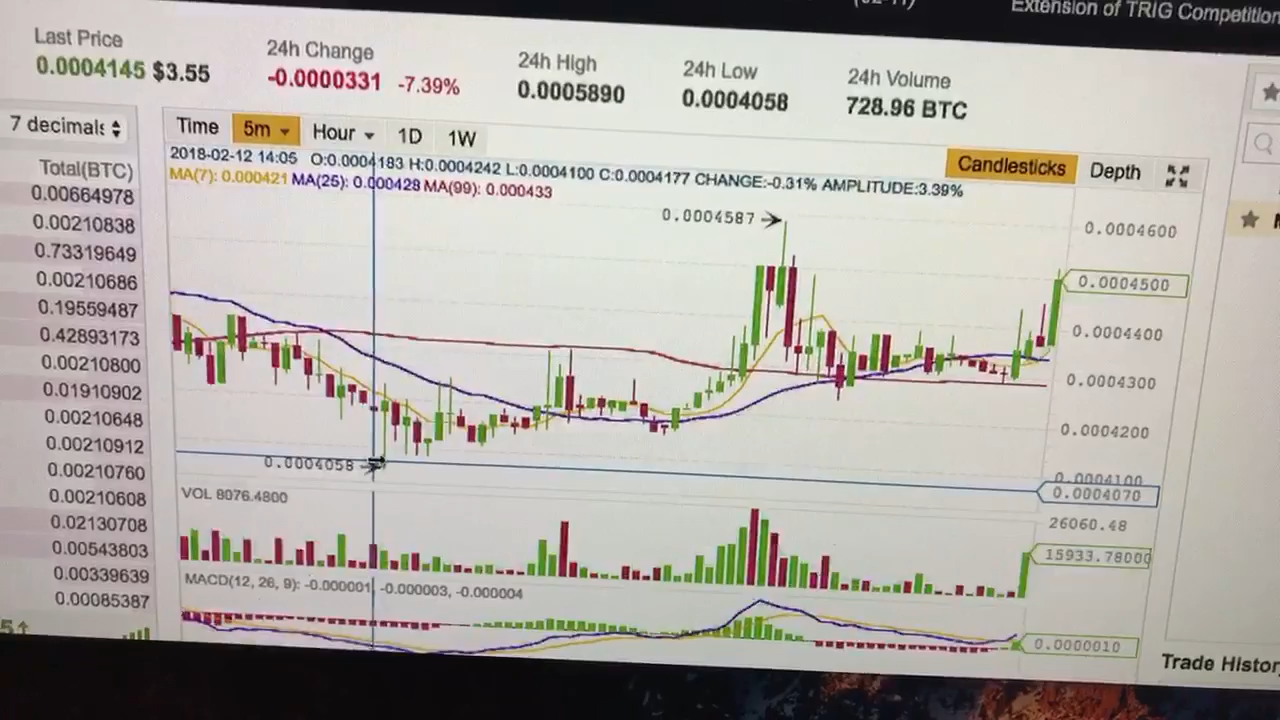 Extension of TRIG Competition
Last Price
0.0004145 $3.55
24h Change
-0.0000331 -7.39%
24h High
0.0005890
24h Low
0.0004058
24h Volume
728.96 BTC
7 decimals
Time 5m Hour 1D 1W
Candlesticks Depth
2018-02-12 14:05 O:0.0004183 H:0.0004242 L:0.0004100 C:0.0004177 CHANGE:-0.31% AMPLITUDE:3.39%
MA(7): 0.000421 MA(25): 0.000428 MA(99): 0.000433
Total(BTC)
0.00664978
0.00210838
0.73319649
0.00210686
0.19559487
0.42893173
0.00210800
0.01910902
0.00210648
0.00210912
0.00210760
0.00210608
0.02130708
0.00543803
0.00339639
0.00085387
0.0004587
0.0004600
0.0004500
0.0004400
0.0004300
0.0004200
0.0004100
0.0004070
0.0004058
VOL 8076.4800
26060.48
15933.78000
MACD(12, 26, 9): -0.000001, -0.000003, -0.000004
0.0000010
Trade History